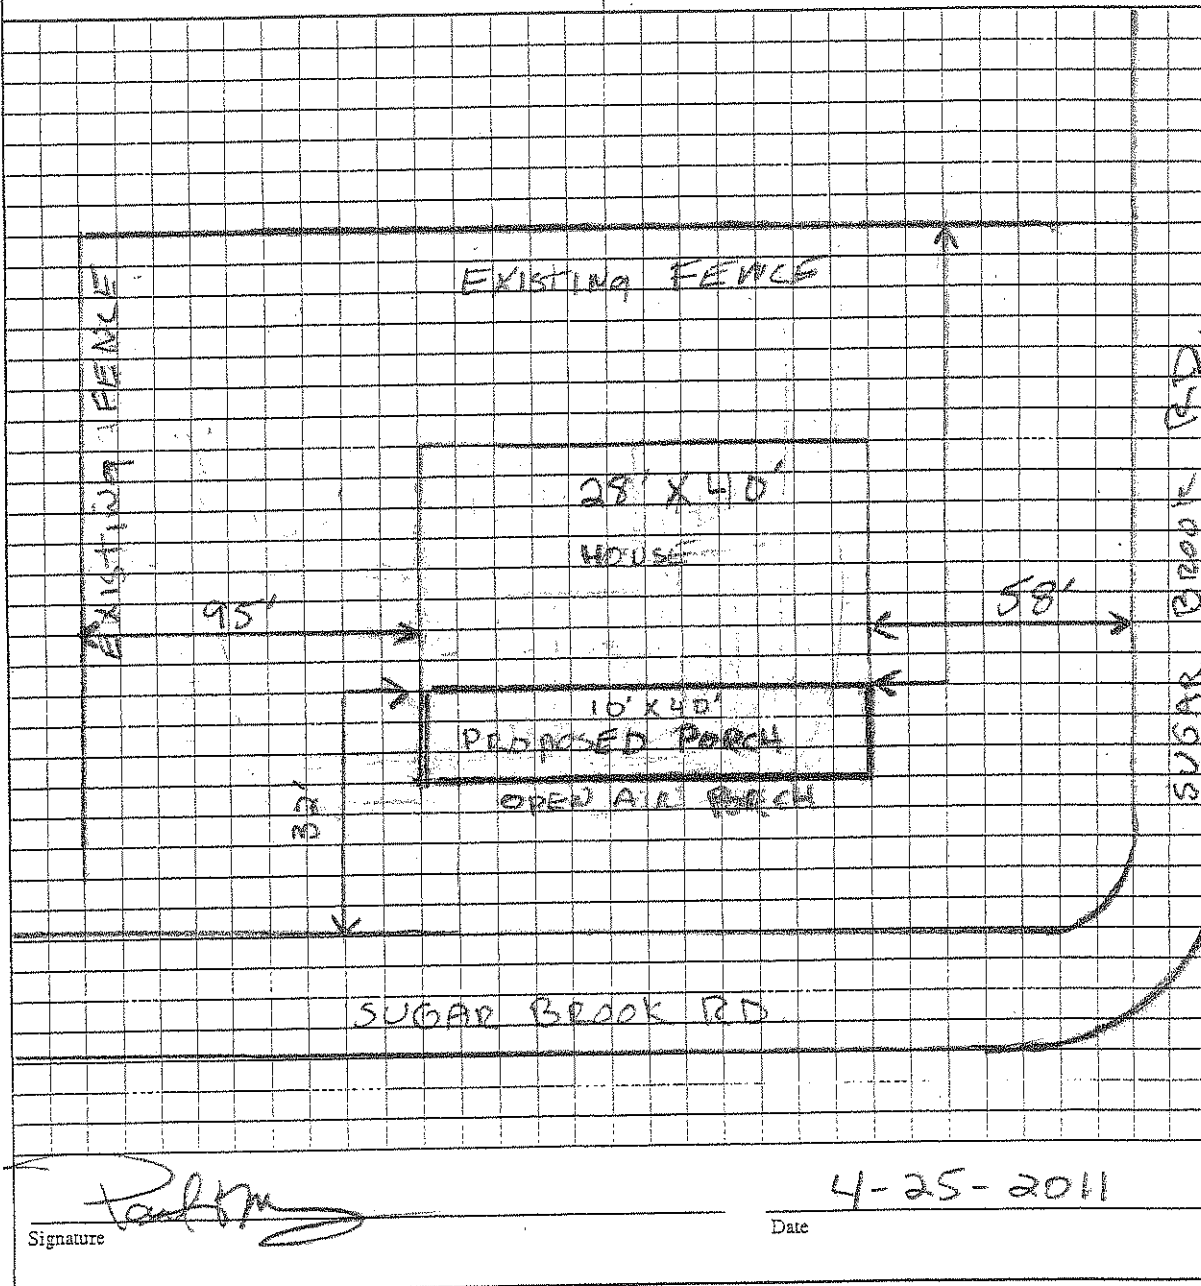 EXISTING FENCE
EXISTING FENCE
28' X 40'
HOUSE
95'
58'
SUGAR BROOK RD.
10' X 40'
PROPOSED PORCH
OPEN AIR PORCH
32'
SUGAR BROOK RD.
4-25-2011
Signature
Date